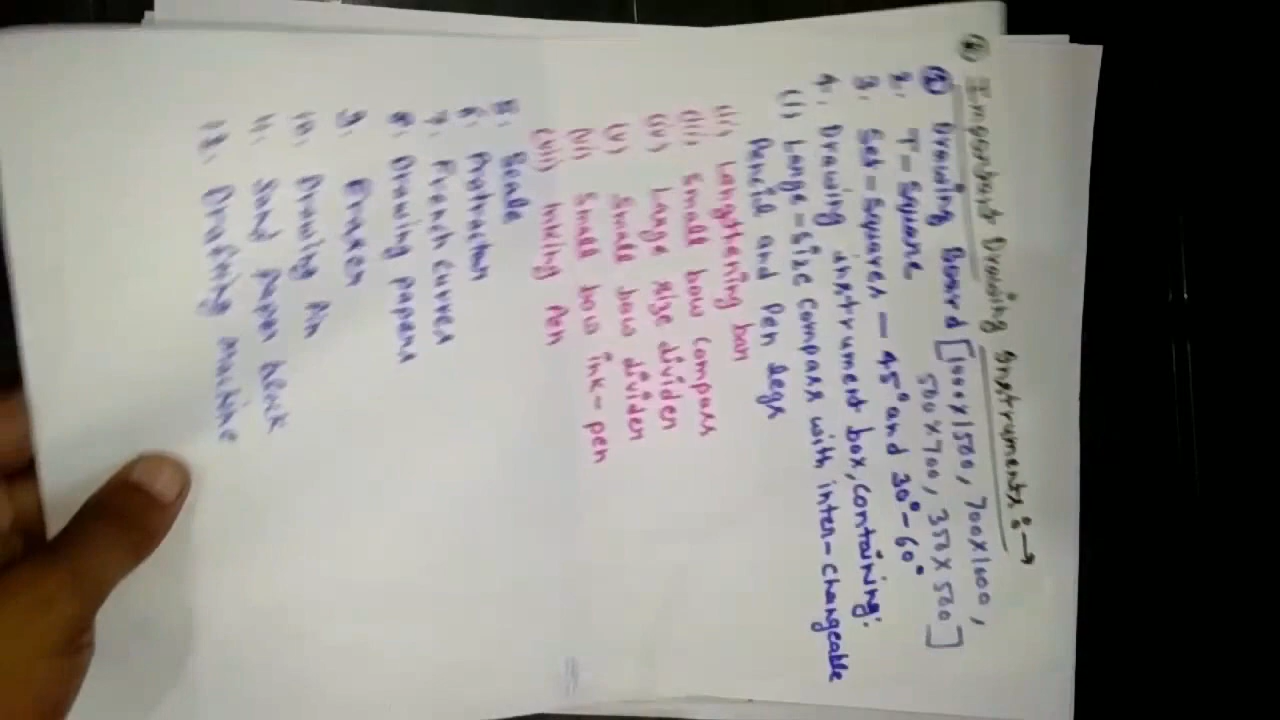 Important Drawing Instruments :→
① Drawing Board [1000x1500, 700x1000,
500x700, 350x500]
2. T-Square
3. Set-Squares — 45° and 30°-60°
4. Drawing instrument box, containing:
(i) Large-size compass with inter-changeable
Pencil and Pen legs
(ii) Lengthening bar
(iii) Small bow compass
(iv) Large size divider
(v) Small bow divider
(vi) Small bow ink-pen
(vii) Inking Pen
5. Scale
6. Protractor
7. French curves
8. Drawing papers
9. Eraser
10. Drawing Pin
11. Sand paper block
12. Drafting machine